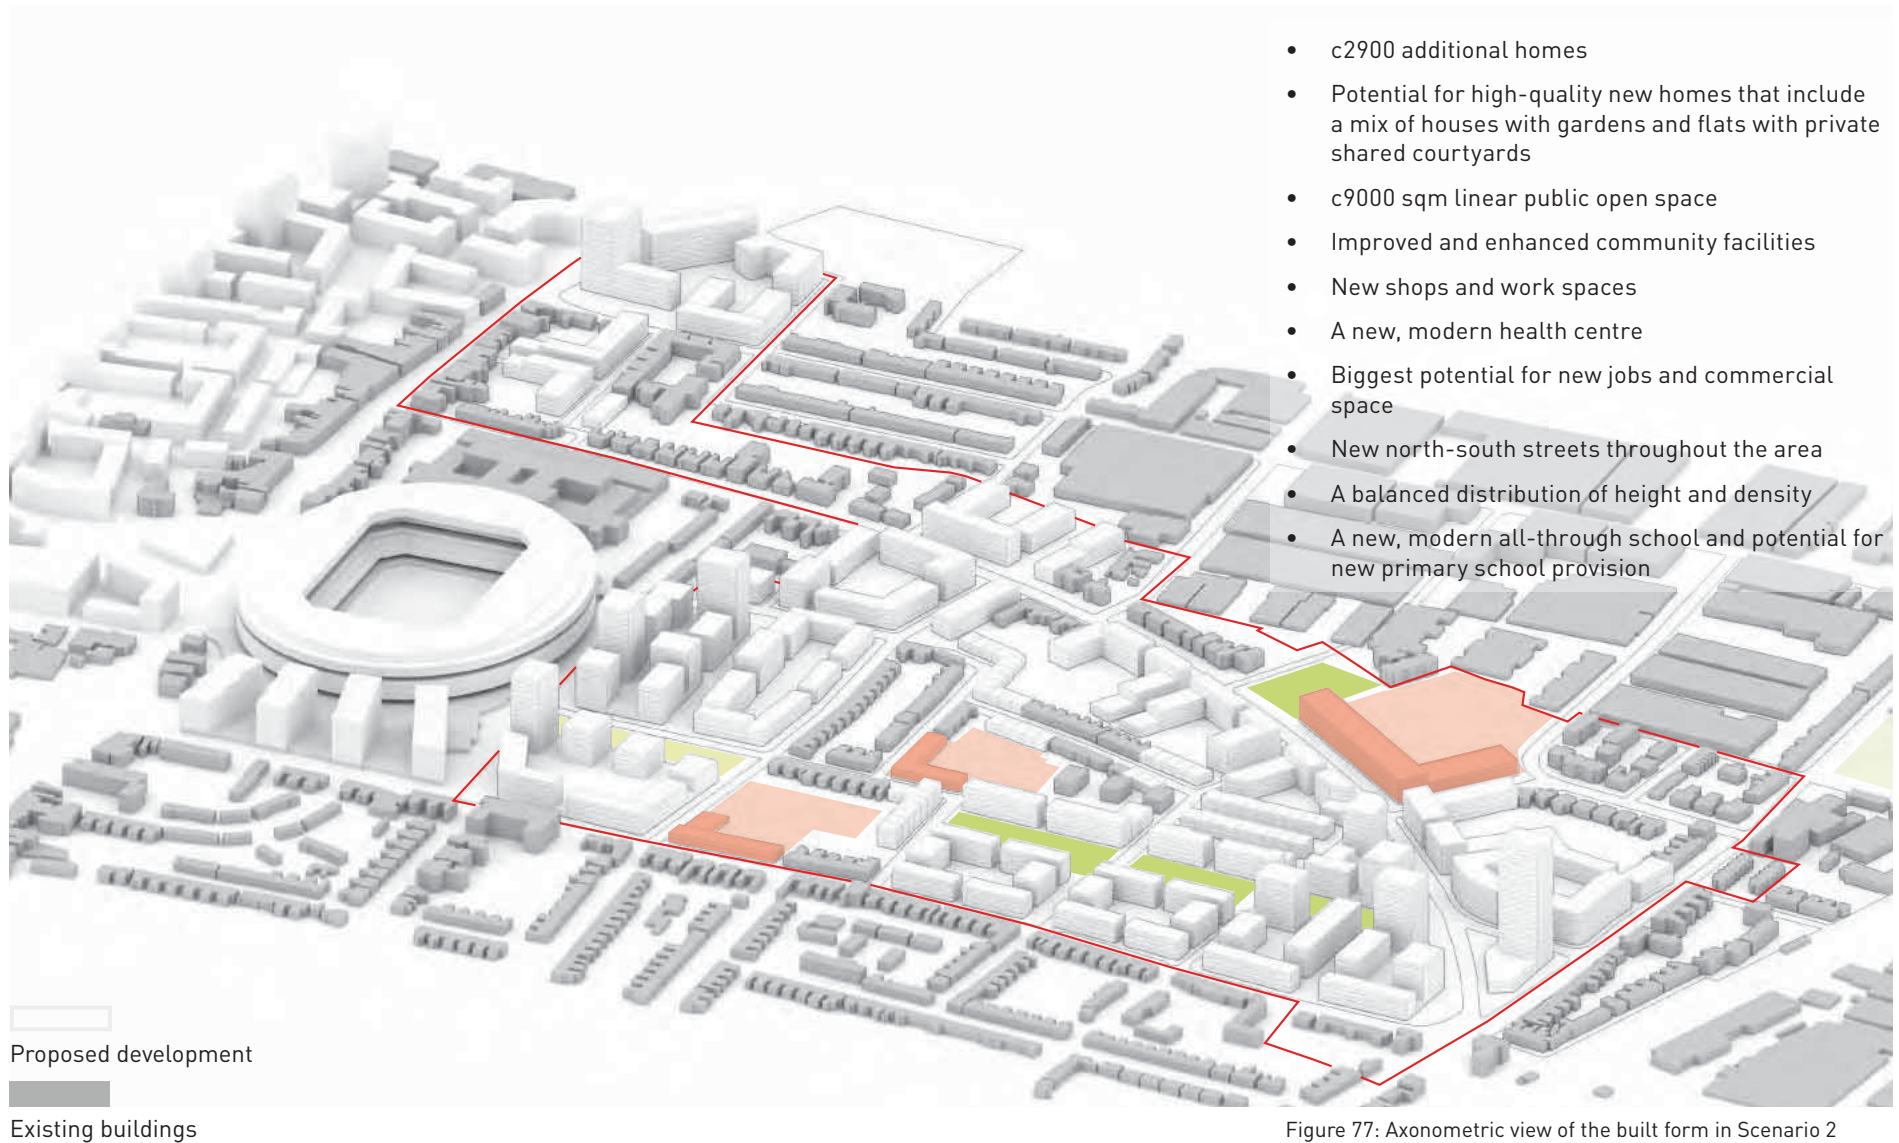 • c2900 additional homes
• Potential for high-quality new homes that include
a mix of houses with gardens and flats with private
shared courtyards
• c9000 sqm linear public open space
• Improved and enhanced community facilities
• New shops and work spaces
• A new, modern health centre
• Biggest potential for new jobs and commercial
space
• New north-south streets throughout the area
• A balanced distribution of height and density
• A new, modern all-through school and potential for
new primary school provision
Proposed development
Existing buildings
Figure 77: Axonometric view of the built form in Scenario 2